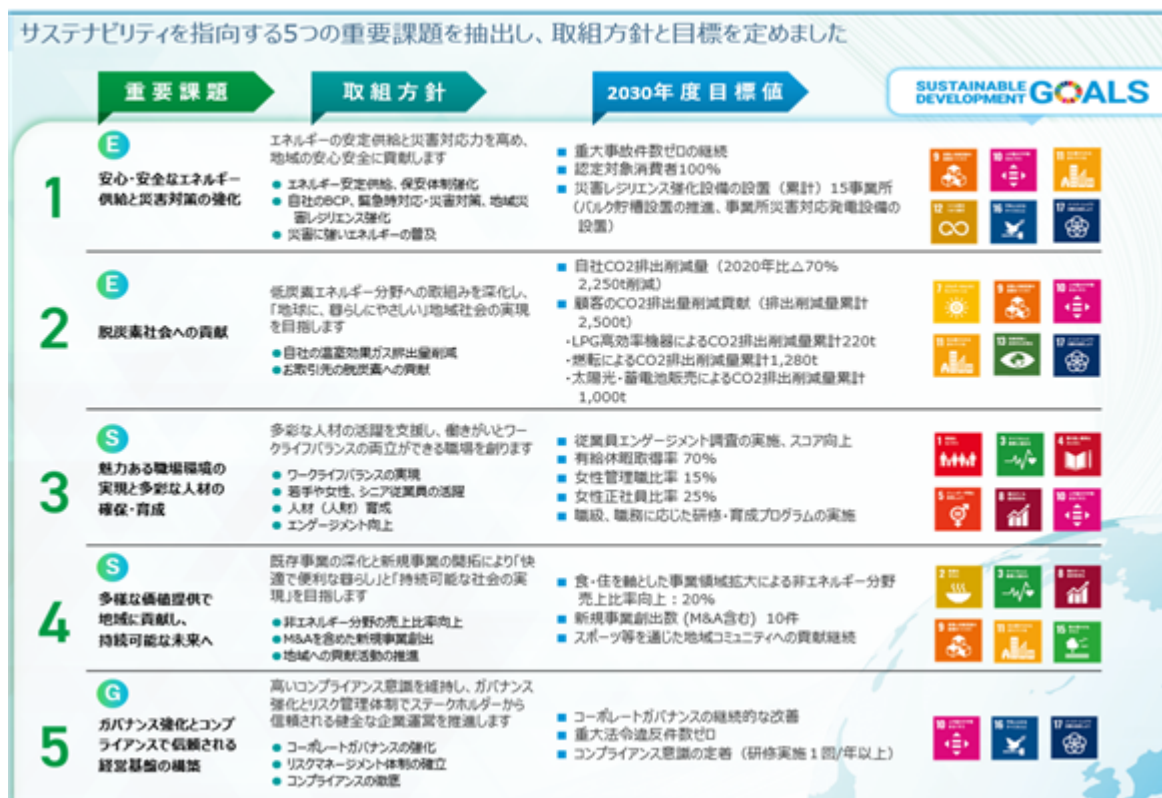 サステナビリティを指向する5つの重要課題を抽出し、取組方針と目標を定めました
重要課題
取組方針
2030年度目標値
SUSTAINABLE
DEVELOPMENT GOALS
1
E
安心・安全なエネルギー
供給と災害対策の強化
エネルギーの安定供給と災害対応力を高め、
地域の安心安全に貢献します
● エネルギー安定供給、保安体制強化
● 自社のBCP、緊急時対応・災害対策、地域災
害レジリエンス強化
● 災害に強いエネルギーの普及
■ 重大事故件数ゼロの継続
■ 認定対象消費者100%
■ 災害レジリエンス強化設備の設置（累計）15事業所
（バルク貯槽設置の推進、事業所災害対応発電設備の
設置）
9
10
11
12
16
17
2
E
脱炭素社会への貢献
低炭素エネルギー分野への取組みを深化し、
「地球に、暮らしにやさしい」地域社会の実現
を目指します
●自社の温室効果ガス排出量削減
●お取引先の脱炭素への貢献
■ 自社CO2排出削減量（2020年比△70%
2,250t削減）
■ 顧客のCO2排出量削減貢献（排出削減量累計
2,500t）
・LPG高効率機器によるCO2排出削減量累計220t
・燃転によるCO2排出削減量累計1,280t
・太陽光・蓄電池販売によるCO2排出削減量累計
1,000t
7
9
10
11
13
17
3
S
魅力ある職場環境の
実現と多彩な人材の
確保・育成
多彩な人材の活躍を支援し、働きがいとワー
クライフバランスの両立ができる職場を創ります
● ワークライフバランスの実現
● 若手や女性、シニア従業員の活躍
● 人材（人財）育成
● エンゲージメント向上
■ 従業員エンゲージメント調査の実施、スコア向上
■ 有給休暇取得率 70%
■ 女性管理職比率 15%
■ 女性正社員比率 25%
■ 職級、職務に応じた研修・育成プログラムの実施
1
3
4
5
8
10
4
S
多様な価値提供で
地域に貢献し、
持続可能な未来へ
既存事業の深化と新規事業の開拓により「快
適で便利な暮らし」と「持続可能な社会の実
現」を目指します
●非エネルギー分野の売上比率向上
●M&Aを含めた新規事業創出
●地域への貢献活動の推進
■ 食・住を軸とした事業領域拡大による非エネルギー分野
売上比率向上：20%
■ 新規事業創出数 (M&A含む) 10件
■ スポーツ等を通じた地域コミュニティへの貢献継続
2
3
8
9
11
15
5
G
ガバナンス強化とコンプ
ライアンスで信頼される
経営基盤の構築
高いコンプライアンス意識を維持し、ガバナンス
強化とリスク管理体制でステークホルダーから
信頼される健全な企業運営を推進します
● コーポレートガバナンスの強化
● リスクマネージメント体制の確立
● コンプライアンスの徹底
■ コーポレートガバナンスの継続的な改善
■ 重大法令違反件数ゼロ
■ コンプライアンス意識の定着（研修実施１回/年以上）
10
16
17